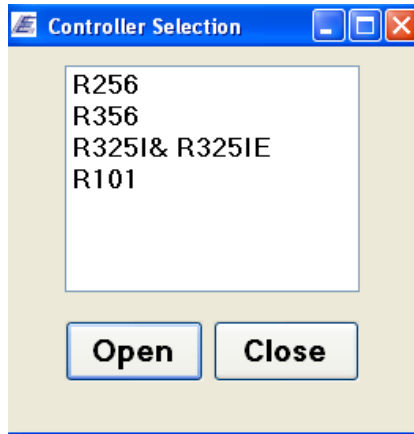 Controller Selection
R256
R356
R325I& R325IE
R101
Open Close